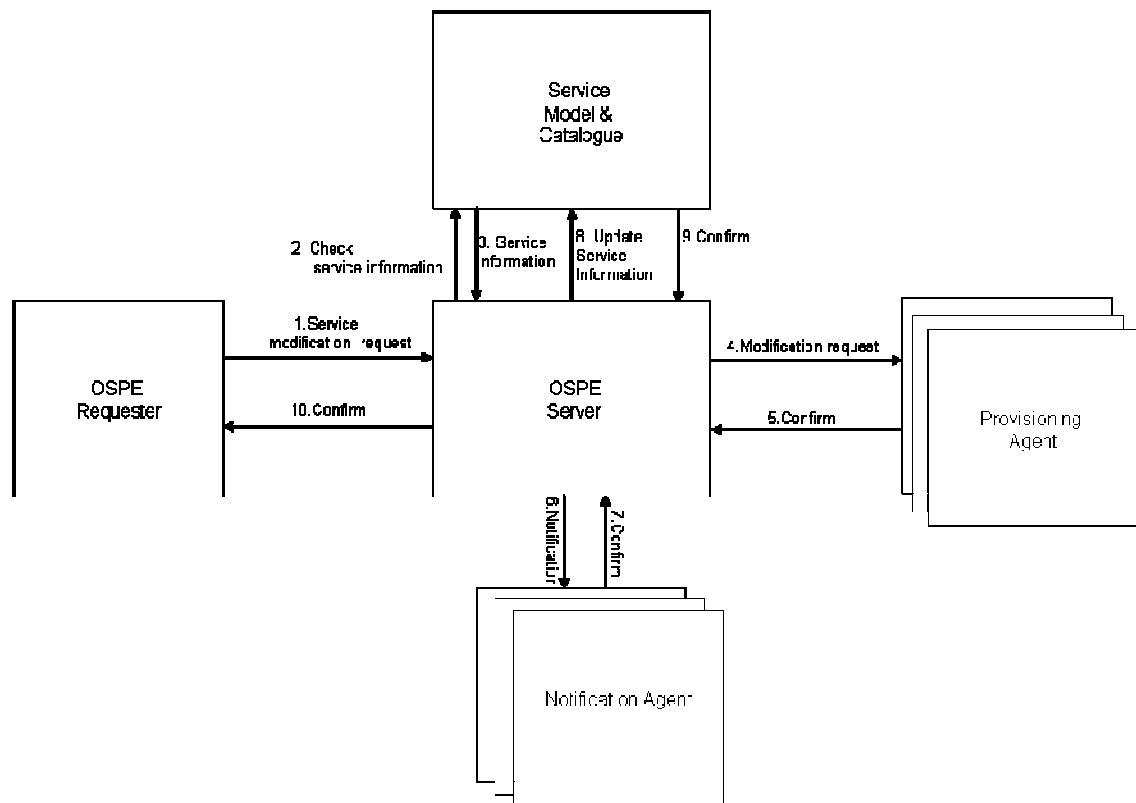 Service
Model &
Catalogue
2. Check
service information
3. Service
Information
8. Update
Service
Information
9.Confirm
1.Service
modification request
OSPE
Requester
10.Confirm
OSPE
Server
4.Modification request
5.Confirm
Provisioning
Agent
6.Notification
7.Confirm
Notification Agent